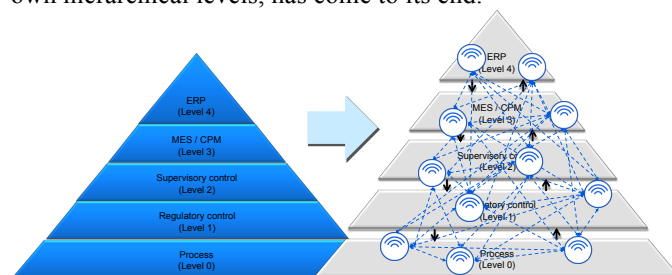 own hierarchical levels, has come to its end.
ERP
(Level 4)
MES / CPM
(Level 3)
Supervisory control
(Level 2)
Regulatory control
(Level 1)
Process
(Level 0)
ERP
(Level 4)
MES / CPM
(Level 3)
Supervisory
(Level 2)
control
(Level 1)
Process
(Level 0)